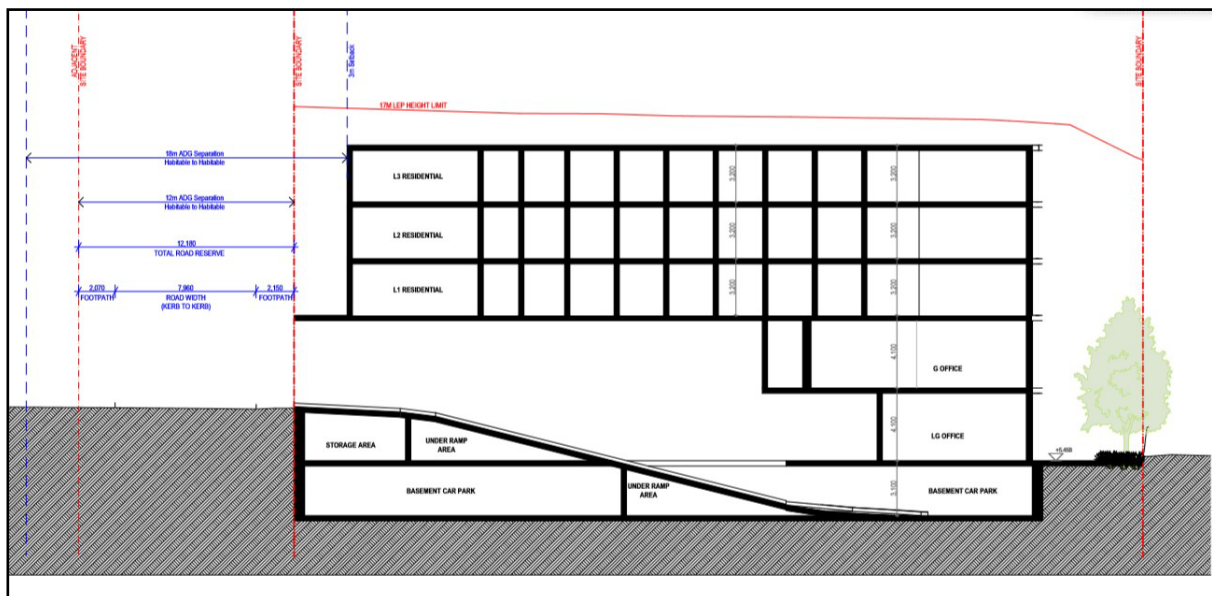 ADJACENT
SITE BOUNDARY
SITE BOUNDARY
3m Setback
SITE BOUNDARY
17M LEP HEIGHT LIMIT
18m ADG Separation
Habitable to Habitable
12m ADG Separation
Habitable to Habitable
12,180
TOTAL ROAD RESERVE
2,070
FOOTPATH
7,960
ROAD WIDTH
(KERB TO KERB)
2,150
FOOTPATH
L3 RESIDENTIAL
3,200
3,200
L2 RESIDENTIAL
3,200
3,200
L1 RESIDENTIAL
3,200
3,200
4,100
G OFFICE
4,100
LG OFFICE
STORAGE AREA
UNDER RAMP
AREA
BASEMENT CAR PARK
UNDER RAMP
AREA
3,100
BASEMENT CAR PARK